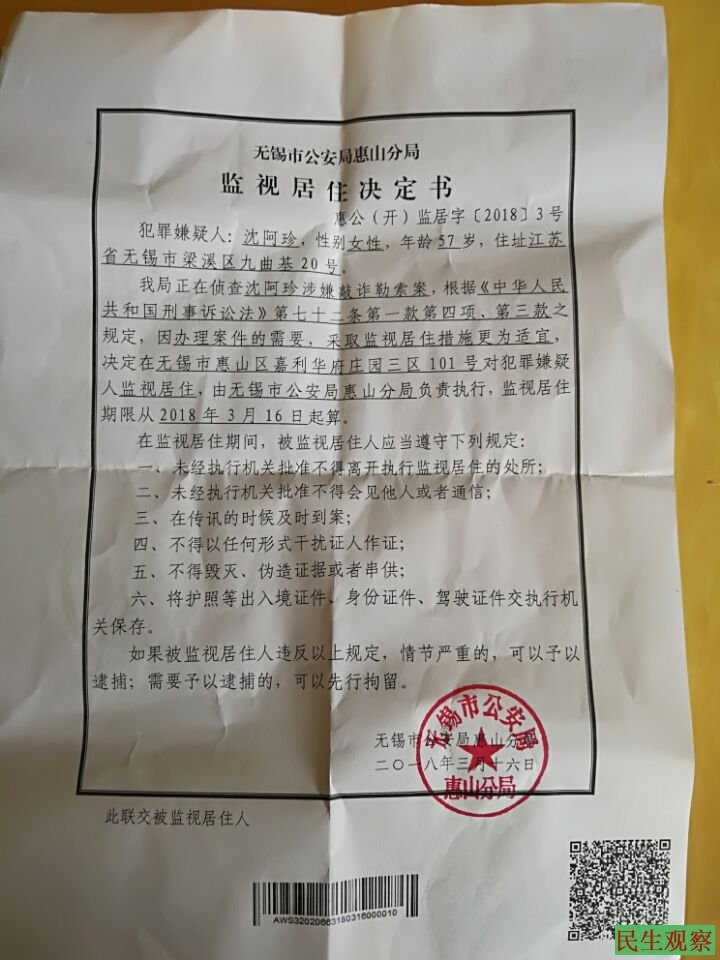 无锡市公安局惠山分局
监视居住决定书
惠公（开）监居字〔2018〕3号
犯罪嫌疑人：沈阿珍，性别女性，年龄57岁，住址江苏
省无锡市梁溪区九曲基20号。
我局正在侦查沈阿珍涉嫌敲诈勒索案，根据《中华人民
共和国刑事诉讼法》第七十二条第一款第四项、第三款之
规定，因办理案件的需要，采取监视居住措施更为适宜，
决定在无锡市惠山区嘉利华府庄园三区101号对犯罪嫌疑
人监视居住，由无锡市公安局惠山分局负责执行，监视居住
期限从2018年3月16日起算。
在监视居住期间，被监视居住人应当遵守下列规定：
一、未经执行机关批准不得离开执行监视居住的处所；
二、未经执行机关批准不得会见他人或者通信；
三、在传讯的时候及时到案；
四、不得以任何形式干扰证人作证；
五、不得毁灭、伪造证据或者串供；
六、将护照等出入境证件、身份证件、驾驶证件交执行机
关保存。
如果被监视居住人违反以上规定，情节严重的，可以予以
逮捕；需要予以逮捕的，可以先行拘留。
无锡市公安局惠山分局
无锡市公安局惠山分局
二〇一八年三月十六日
此联交被监视居住人
AWS32020663180316000010
民生观察